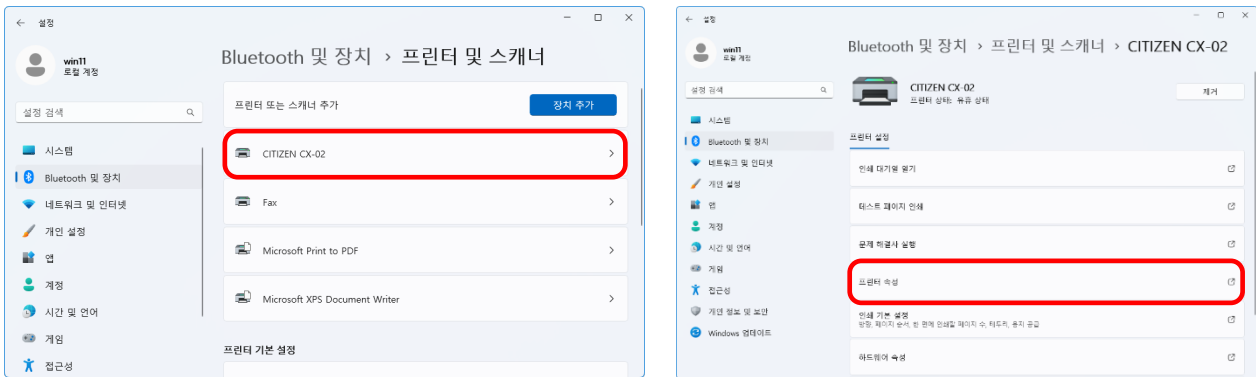 설정
win11
로컬 계정
설정 검색
시스템
Bluetooth 및 장치
네트워크 및 인터넷
개인 설정
앱
계정
시간 및 언어
게임
접근성
Bluetooth 및 장치 › 프린터 및 스캐너
프린터 또는 스캐너 추가
장치 추가
CITIZEN CX-02
Fax
Microsoft Print to PDF
Microsoft XPS Document Writer
프린터 기본 설정
설정
win11
로컬 계정
설정 검색
시스템
Bluetooth 및 장치
네트워크 및 인터넷
개인 설정
앱
계정
시간 및 언어
게임
접근성
개인 정보 및 보안
Windows 업데이트
Bluetooth 및 장치 › 프린터 및 스캐너 › CITIZEN CX-02
CITIZEN CX-02
프린터 상태: 유휴 상태
제거
프린터 설정
인쇄 대기열 열기
테스트 페이지 인쇄
문제 해결사 실행
프린터 속성
인쇄 기본 설정
방향, 페이지 순서, 한 면에 인쇄할 페이지 수, 테두리, 용지 공급
하드웨어 속성